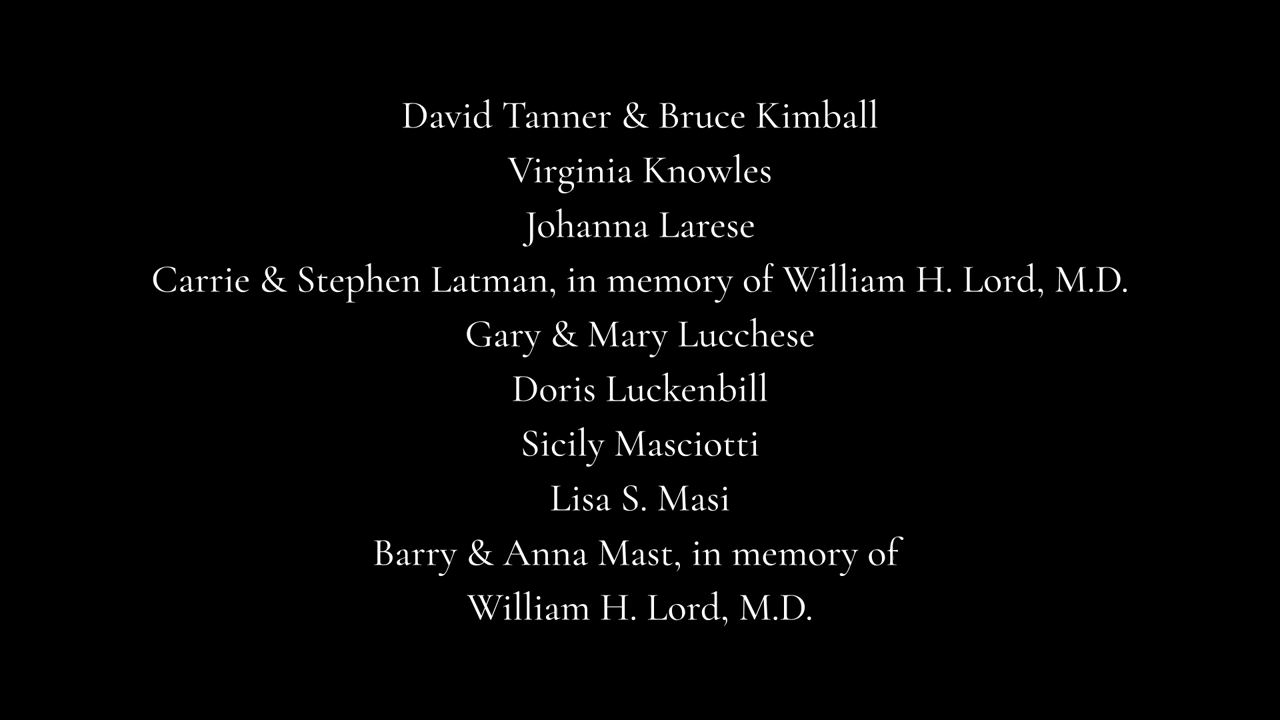 David Tanner & Bruce Kimball
Virginia Knowles
Johanna Larese
Carrie & Stephen Latman, in memory of William H. Lord, M.D.
Gary & Mary Lucchese
Doris Luckenbill
Sicily Masciotti
Lisa S. Masi
Barry & Anna Mast, in memory of
William H. Lord, M.D.